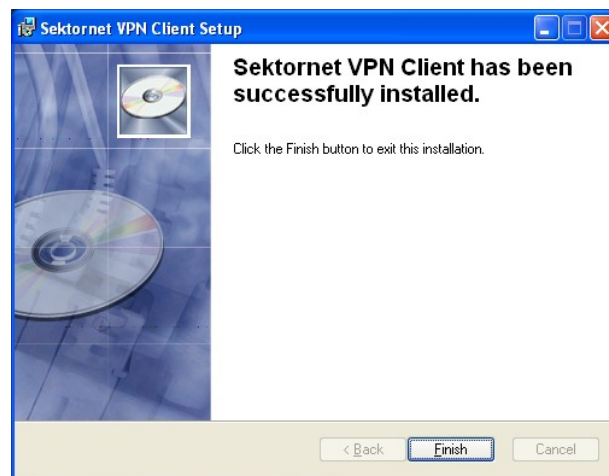 Sektornet VPN Client Setup
Sektornet VPN Client has been
successfully installed.
Click the Finish button to exit this installation.
< Back Finish Cancel